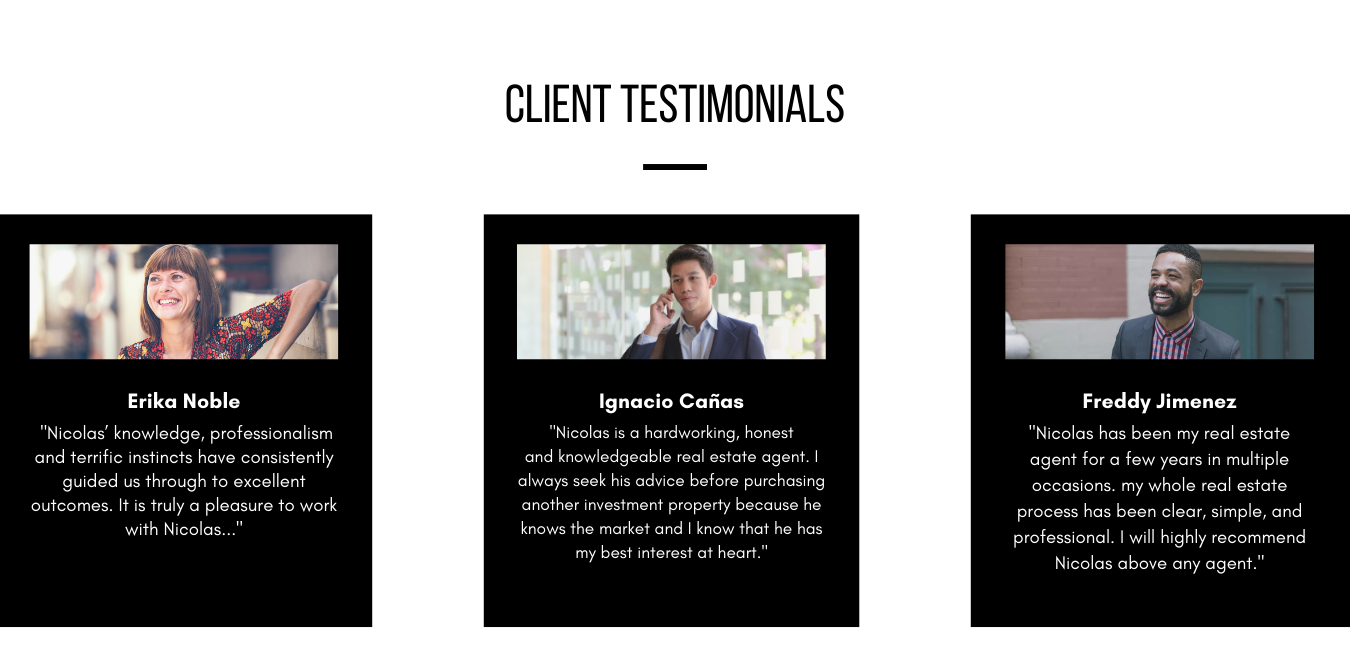 CLIENT TESTIMONIALS
Erika Noble
"Nicolas’ knowledge, professionalism
and terrific instincts have consistently
guided us through to excellent
outcomes. It is truly a pleasure to work
with Nicolas..."
Ignacio Cañas
"Nicolas is a hardworking, honest
and knowledgeable real estate agent. I
always seek his advice before purchasing
another investment property because he
knows the market and I know that he has
my best interest at heart."
Freddy Jimenez
"Nicolas has been my real estate
agent for a few years in multiple
occasions. my whole real estate
process has been clear, simple, and
professional. I will highly recommend
Nicolas above any agent."